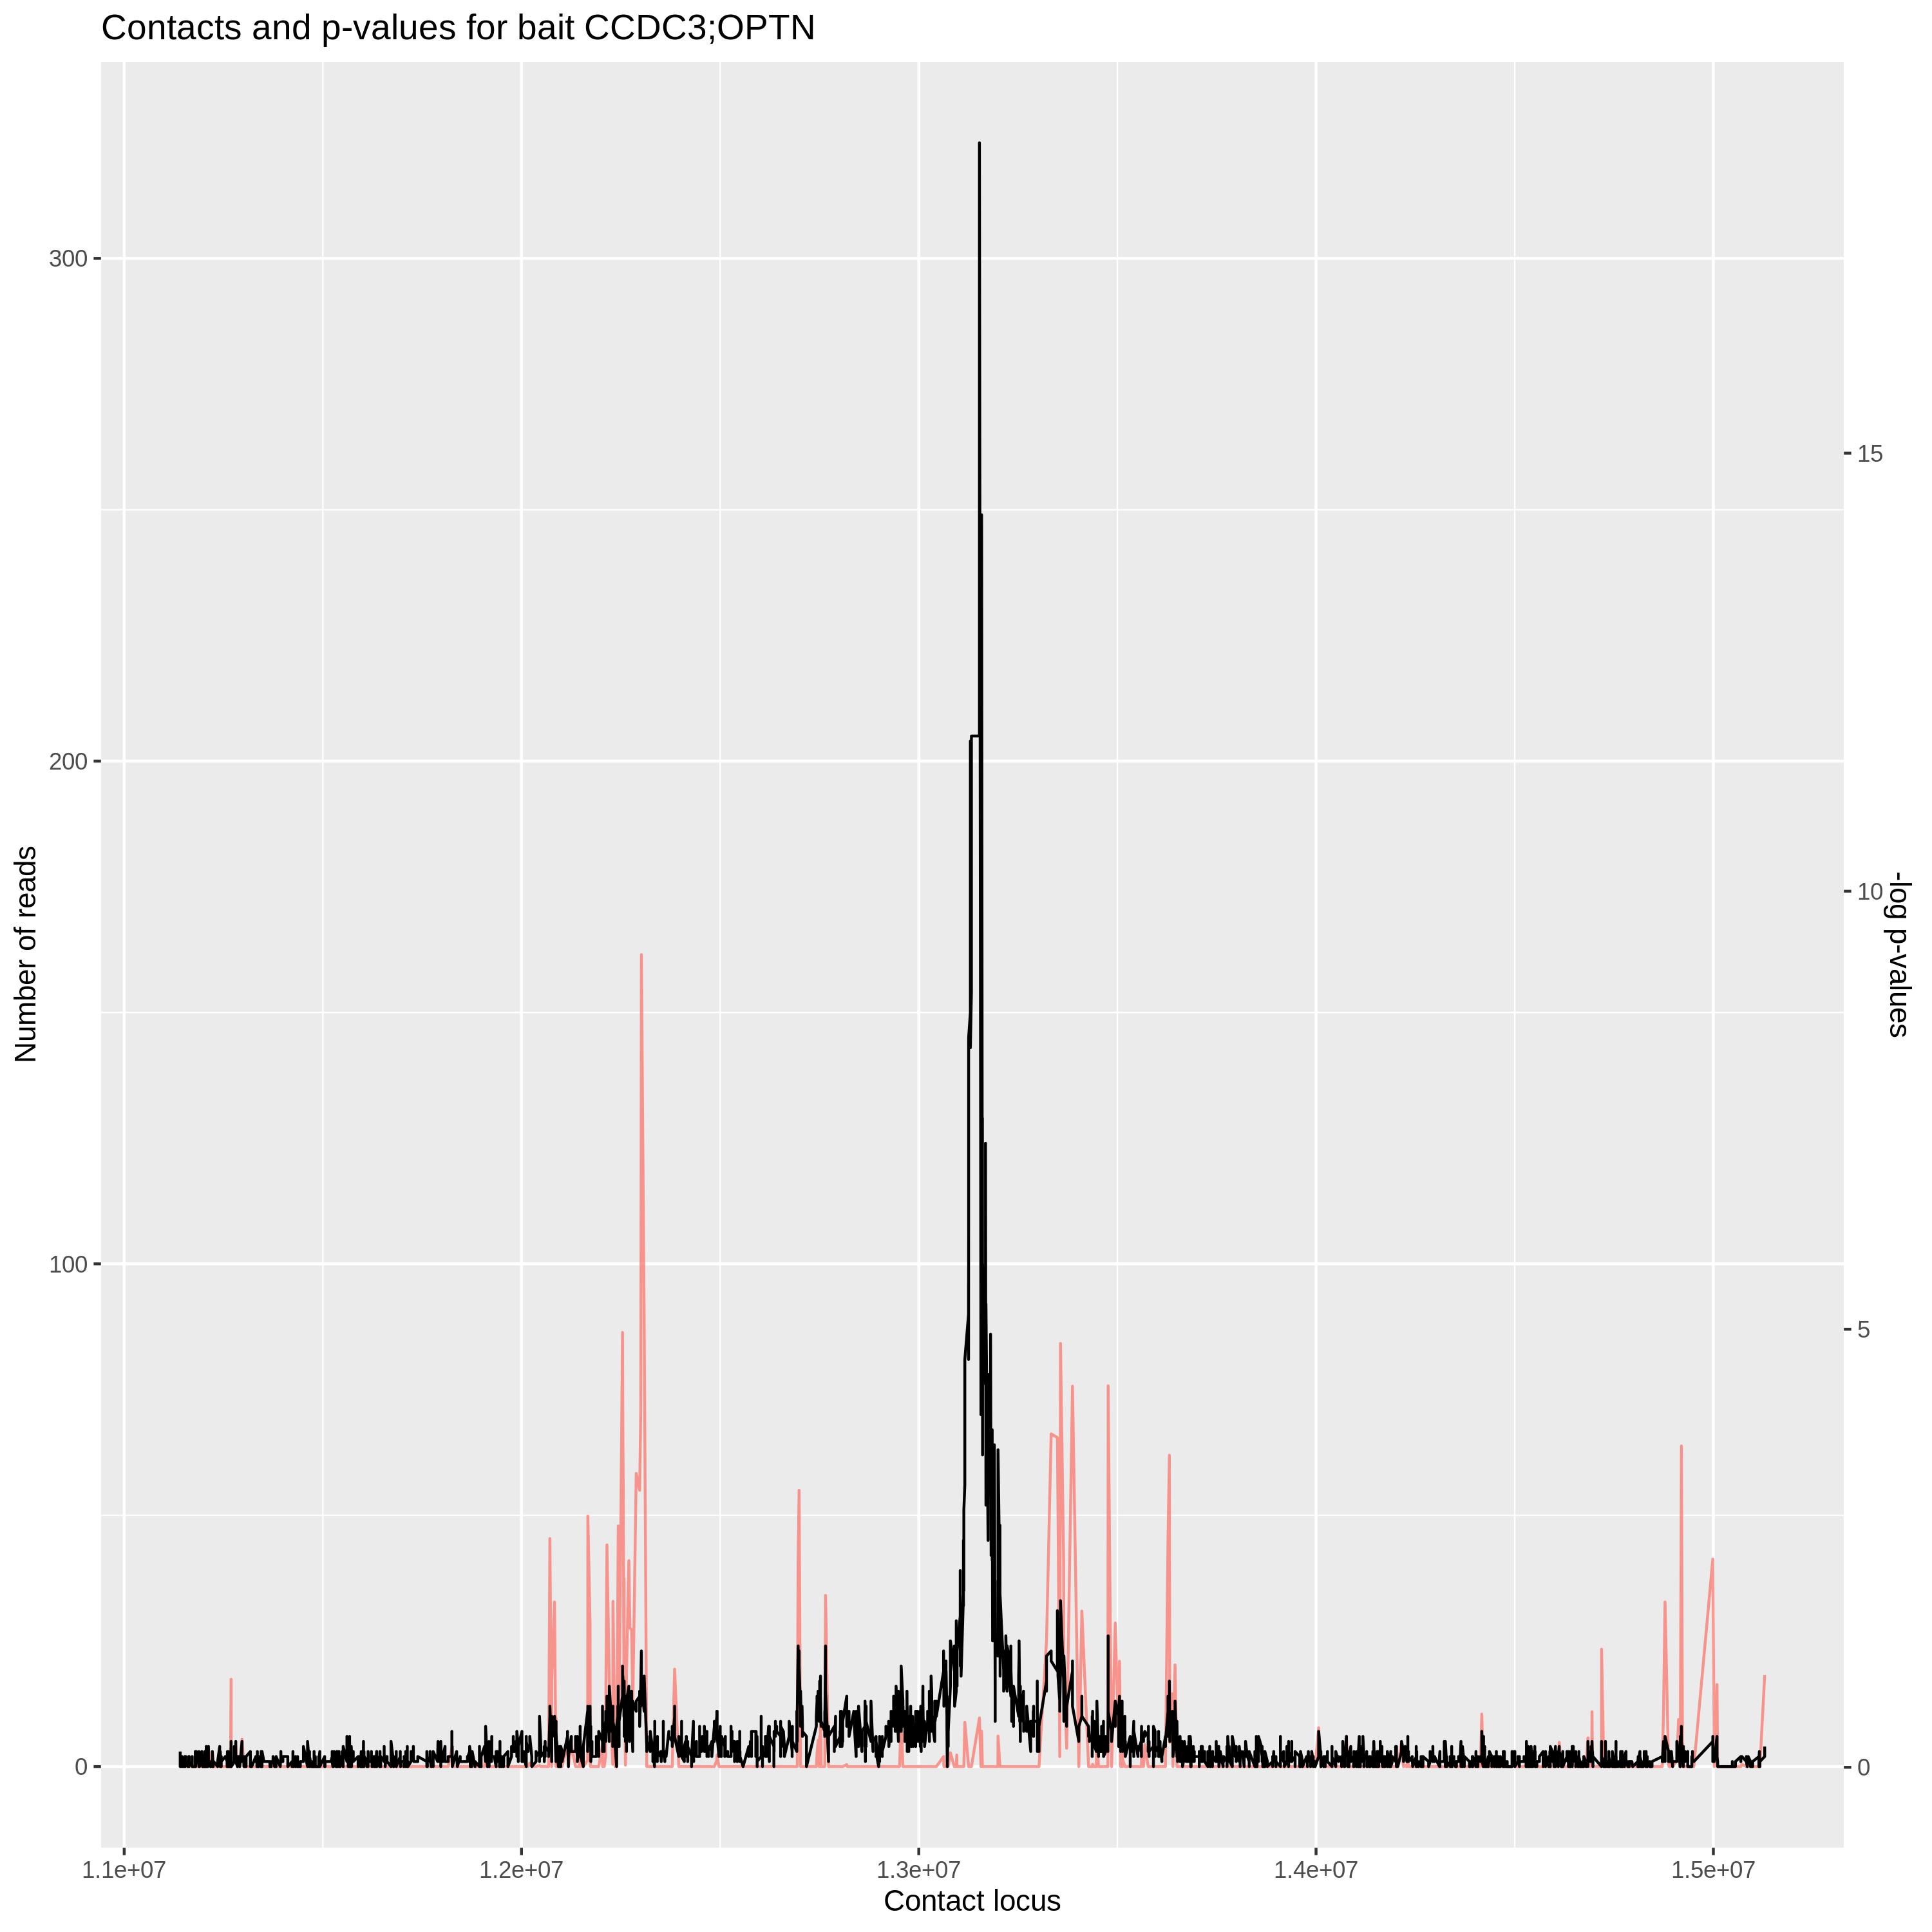 Contacts and p-values for bait CCDC3;OPTN
300
200
100
0
Number of reads
15
10
5
0
-log p-values
1.1e+07
1.2e+07
1.3e+07
1.4e+07
1.5e+07
Contact locus